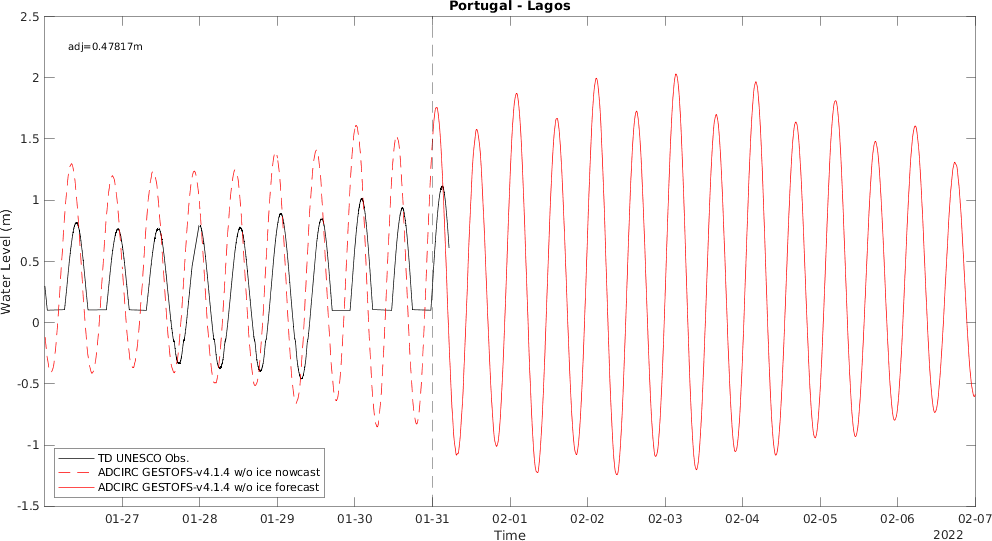 Portugal - Lagos
adj=0.47817m
Water Level (m)
2.5
2
1.5
1
0.5
0
-0.5
-1
-1.5
TD UNESCO Obs.
ADCIRC GESTOFS-v4.1.4 w/o ice nowcast
ADCIRC GESTOFS-v4.1.4 w/o ice forecast
01-27 01-28 01-29 01-30 01-31 02-01 02-02 02-03 02-04 02-05 02-06 02-07
Time
2022